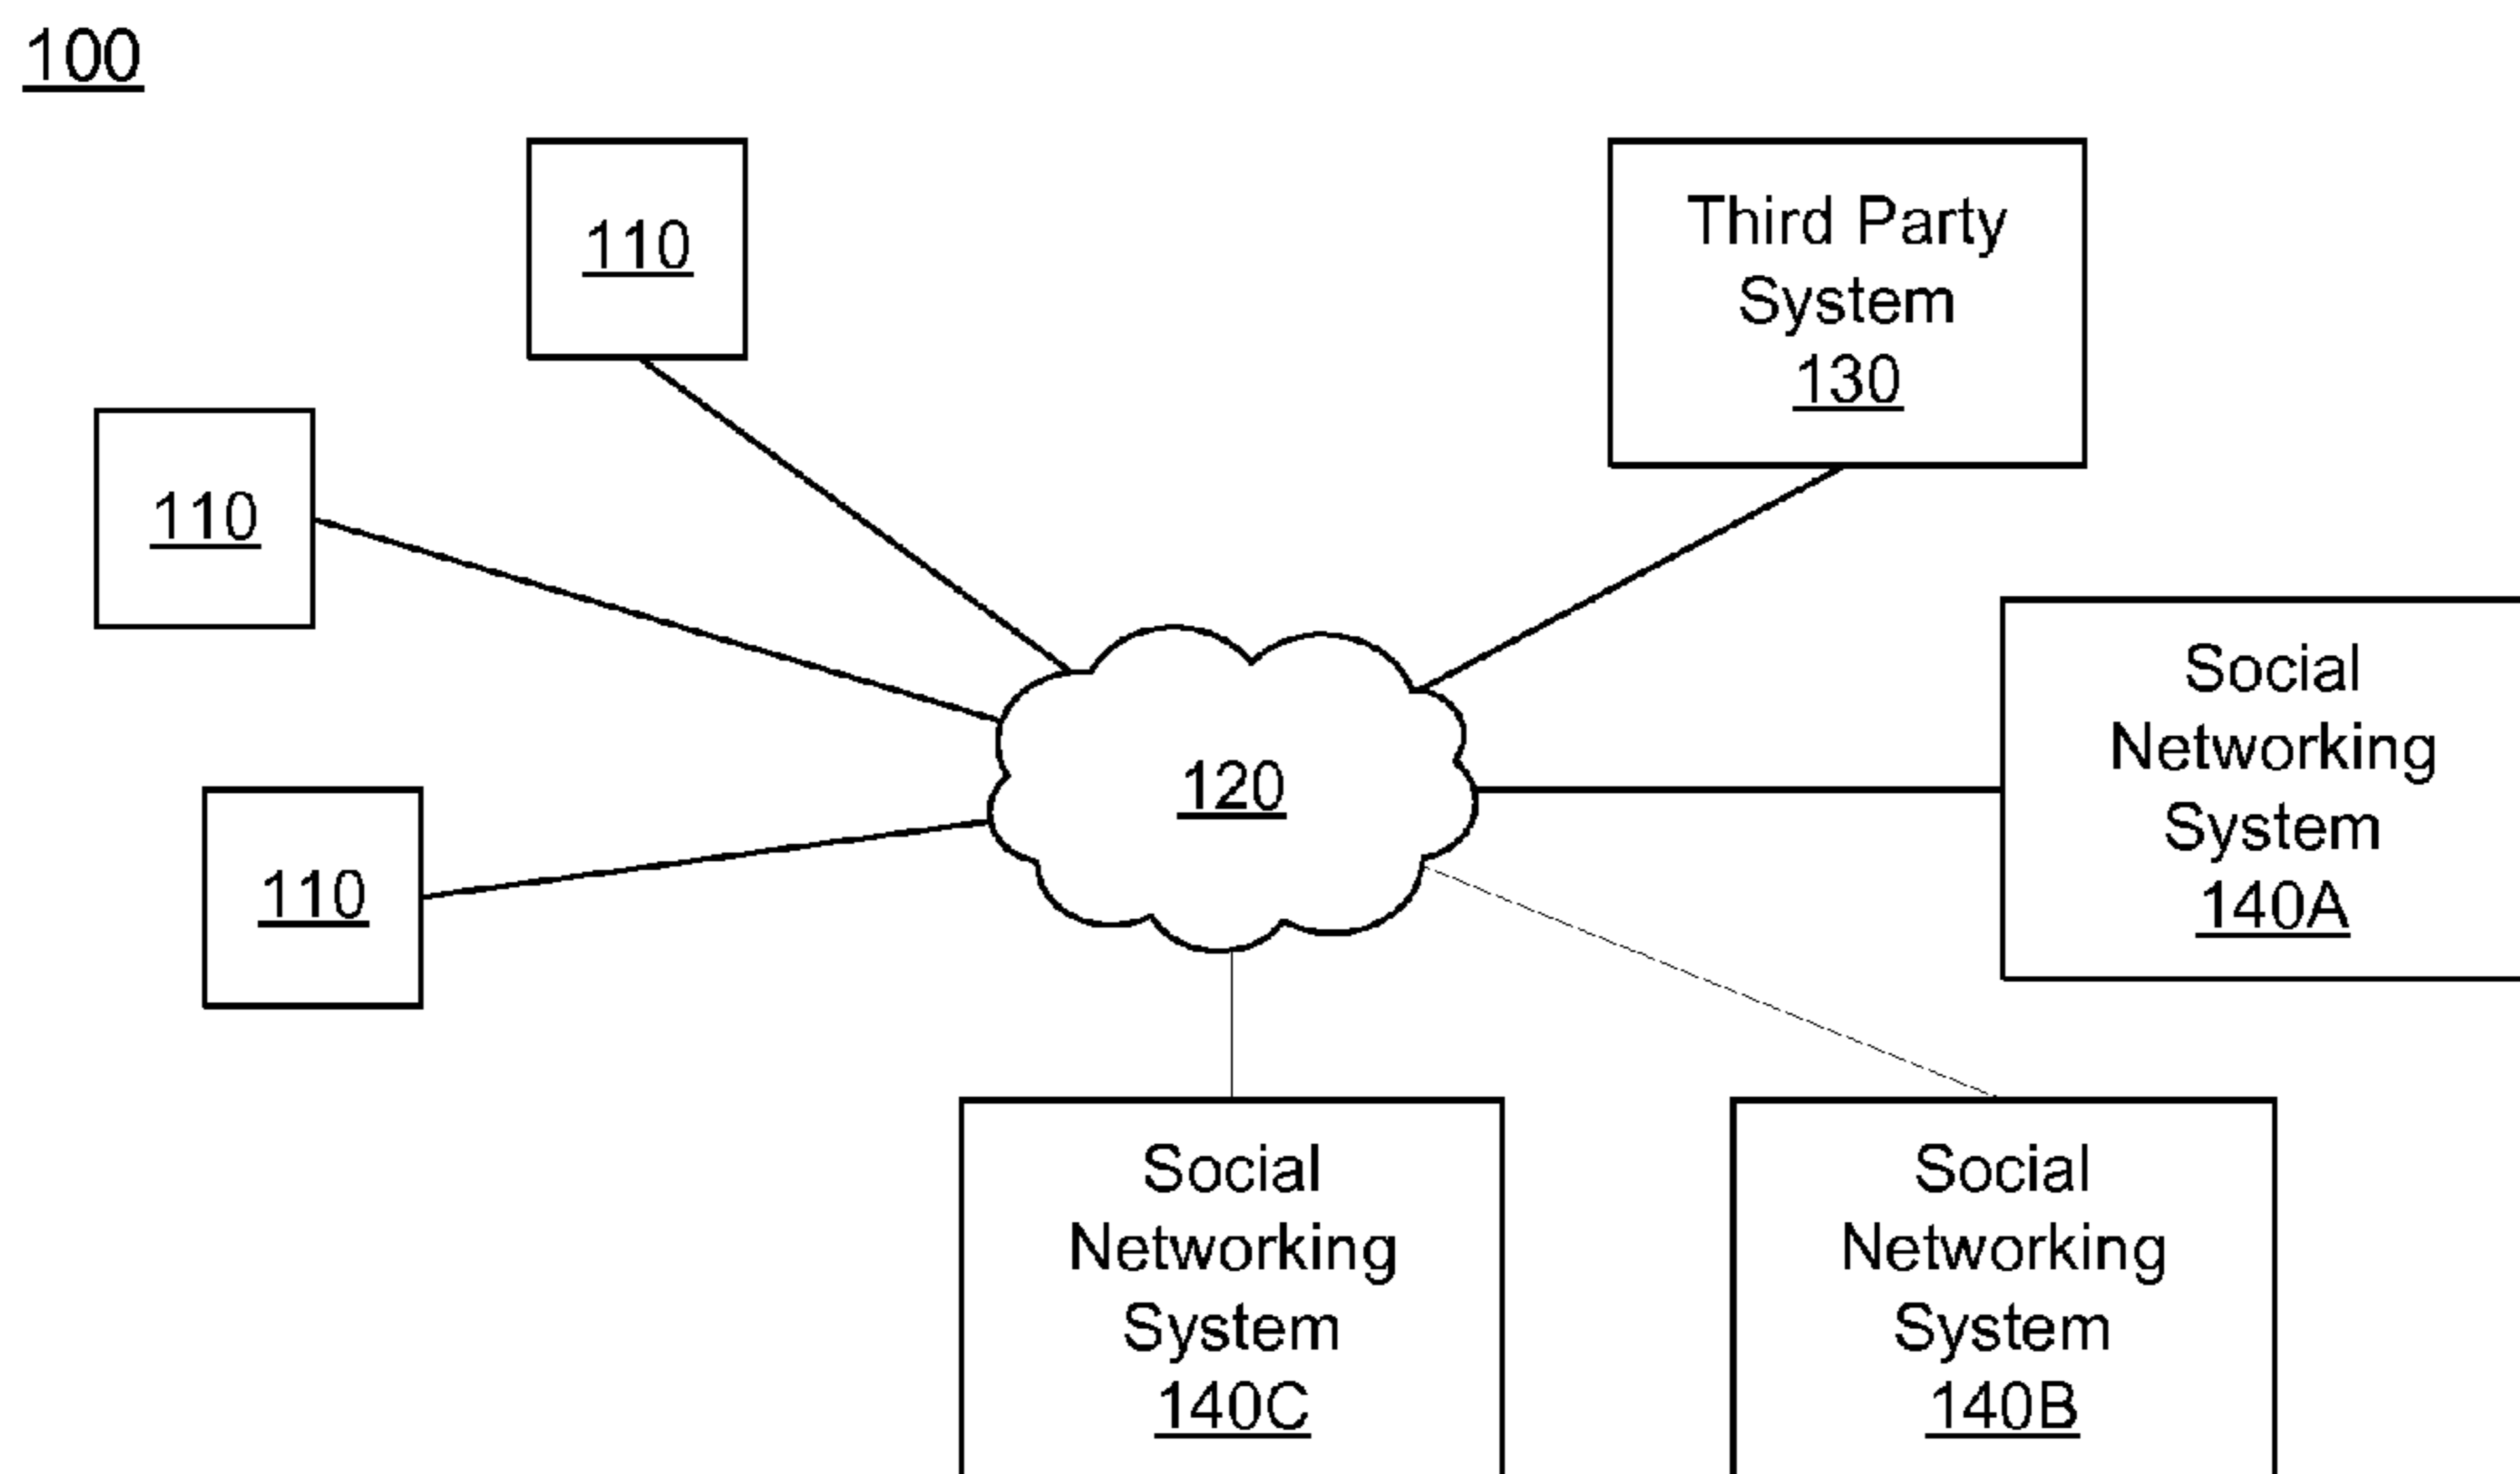 100
110
Third Party
System
130
110
Social
Networking
System
140A
120
110
Social
Networking
System
140C
Social
Networking
System
140B